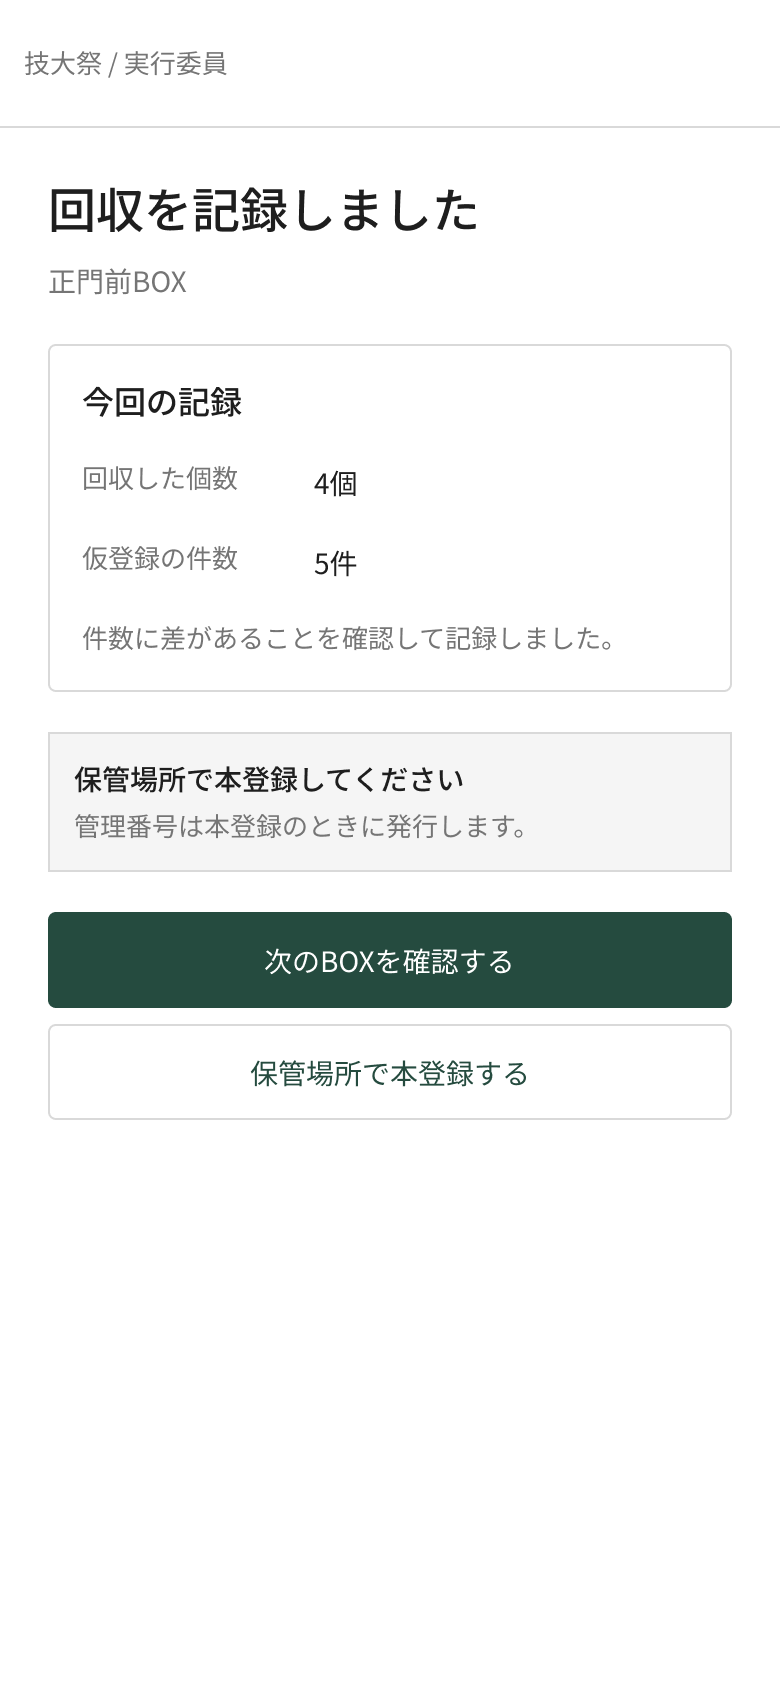 技大祭 / 実行委員
回収を記録しました
正門前BOX
今回の記録
回収した個数 4個
仮登録の件数 5件
件数に差があることを確認して記録しました。
保管場所で本登録してください
管理番号は本登録のときに発行します。
次のBOXを確認する
保管場所で本登録する